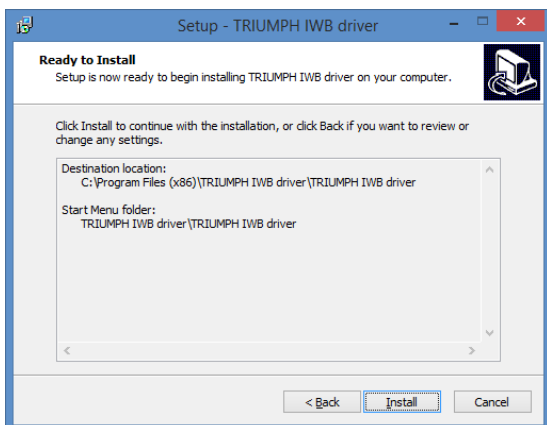 Setup - TRIUMPH IWB driver
Ready to Install
Setup is now ready to begin installing TRIUMPH IWB driver on your computer.
Click Install to continue with the installation, or click Back if you want to review or
change any settings.
Destination location:
C:\Program Files (x86)\TRIUMPH IWB driver\TRIUMPH IWB driver
Start Menu folder:
TRIUMPH IWB driver\TRIUMPH IWB driver
< Back Install Cancel